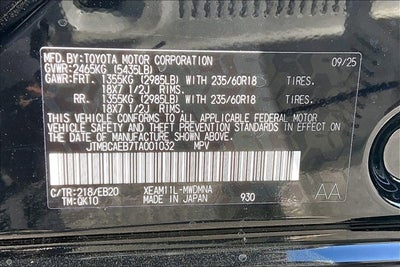 MFD. BY: TOYOTA MOTOR CORPORATION 09/25
GVWR: 2465KG (5435LB)
GAWR:FRT. 1355KG (2985LB) WITH 235/60R18 TIRES.
18X7 1/2J RIMS.
RR. 1355KG (2985LB) WITH 235/60R18 TIRES.
18X7 1/2J RIMS.
THIS VEHICLE CONFORMS TO ALL APPLICABLE FEDERAL MOTOR
VEHICLE SAFETY STANDARDS IN EFFECT ON THE
DATE OF MANUFACTURE SHOWN ABOVE.
JTMBCAEB7TA001032 MPV
C/TR:218/EB20 XEAM11L-MWDMNA AA
TM:QK10 MADE IN JAPAN 930